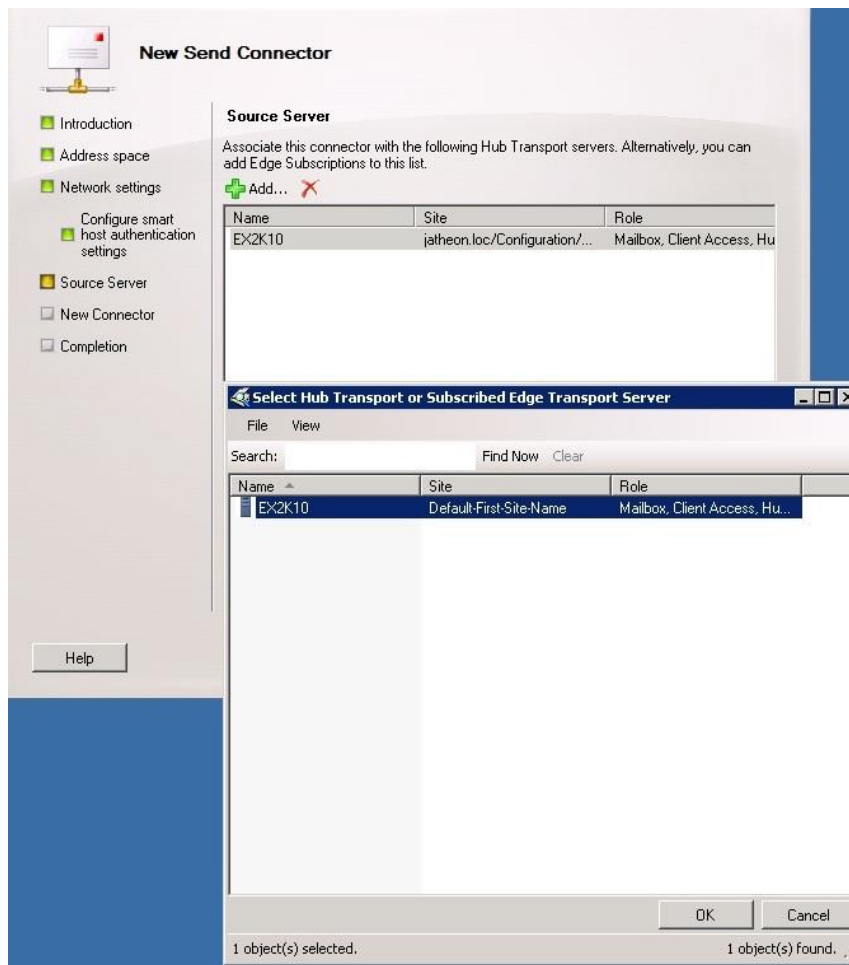 New Send Connector
Introduction
Address space
Network settings
Configure smart
host authentication
settings
Source Server
New Connector
Completion
Help
Source Server
Associate this connector with the following Hub Transport servers. Alternatively, you can
add Edge Subscriptions to this list.
Add...
Name Site Role
EX2K10 jatheon.loc/Configuration/... Mailbox, Client Access, Hu
Select Hub Transport or Subscribed Edge Transport Server
File View
Search: Find Now Clear
Name Site Role
EX2K10 Default-First-Site-Name Mailbox, Client Access, Hu...
OK Cancel
1 object(s) selected. 1 object(s) found.